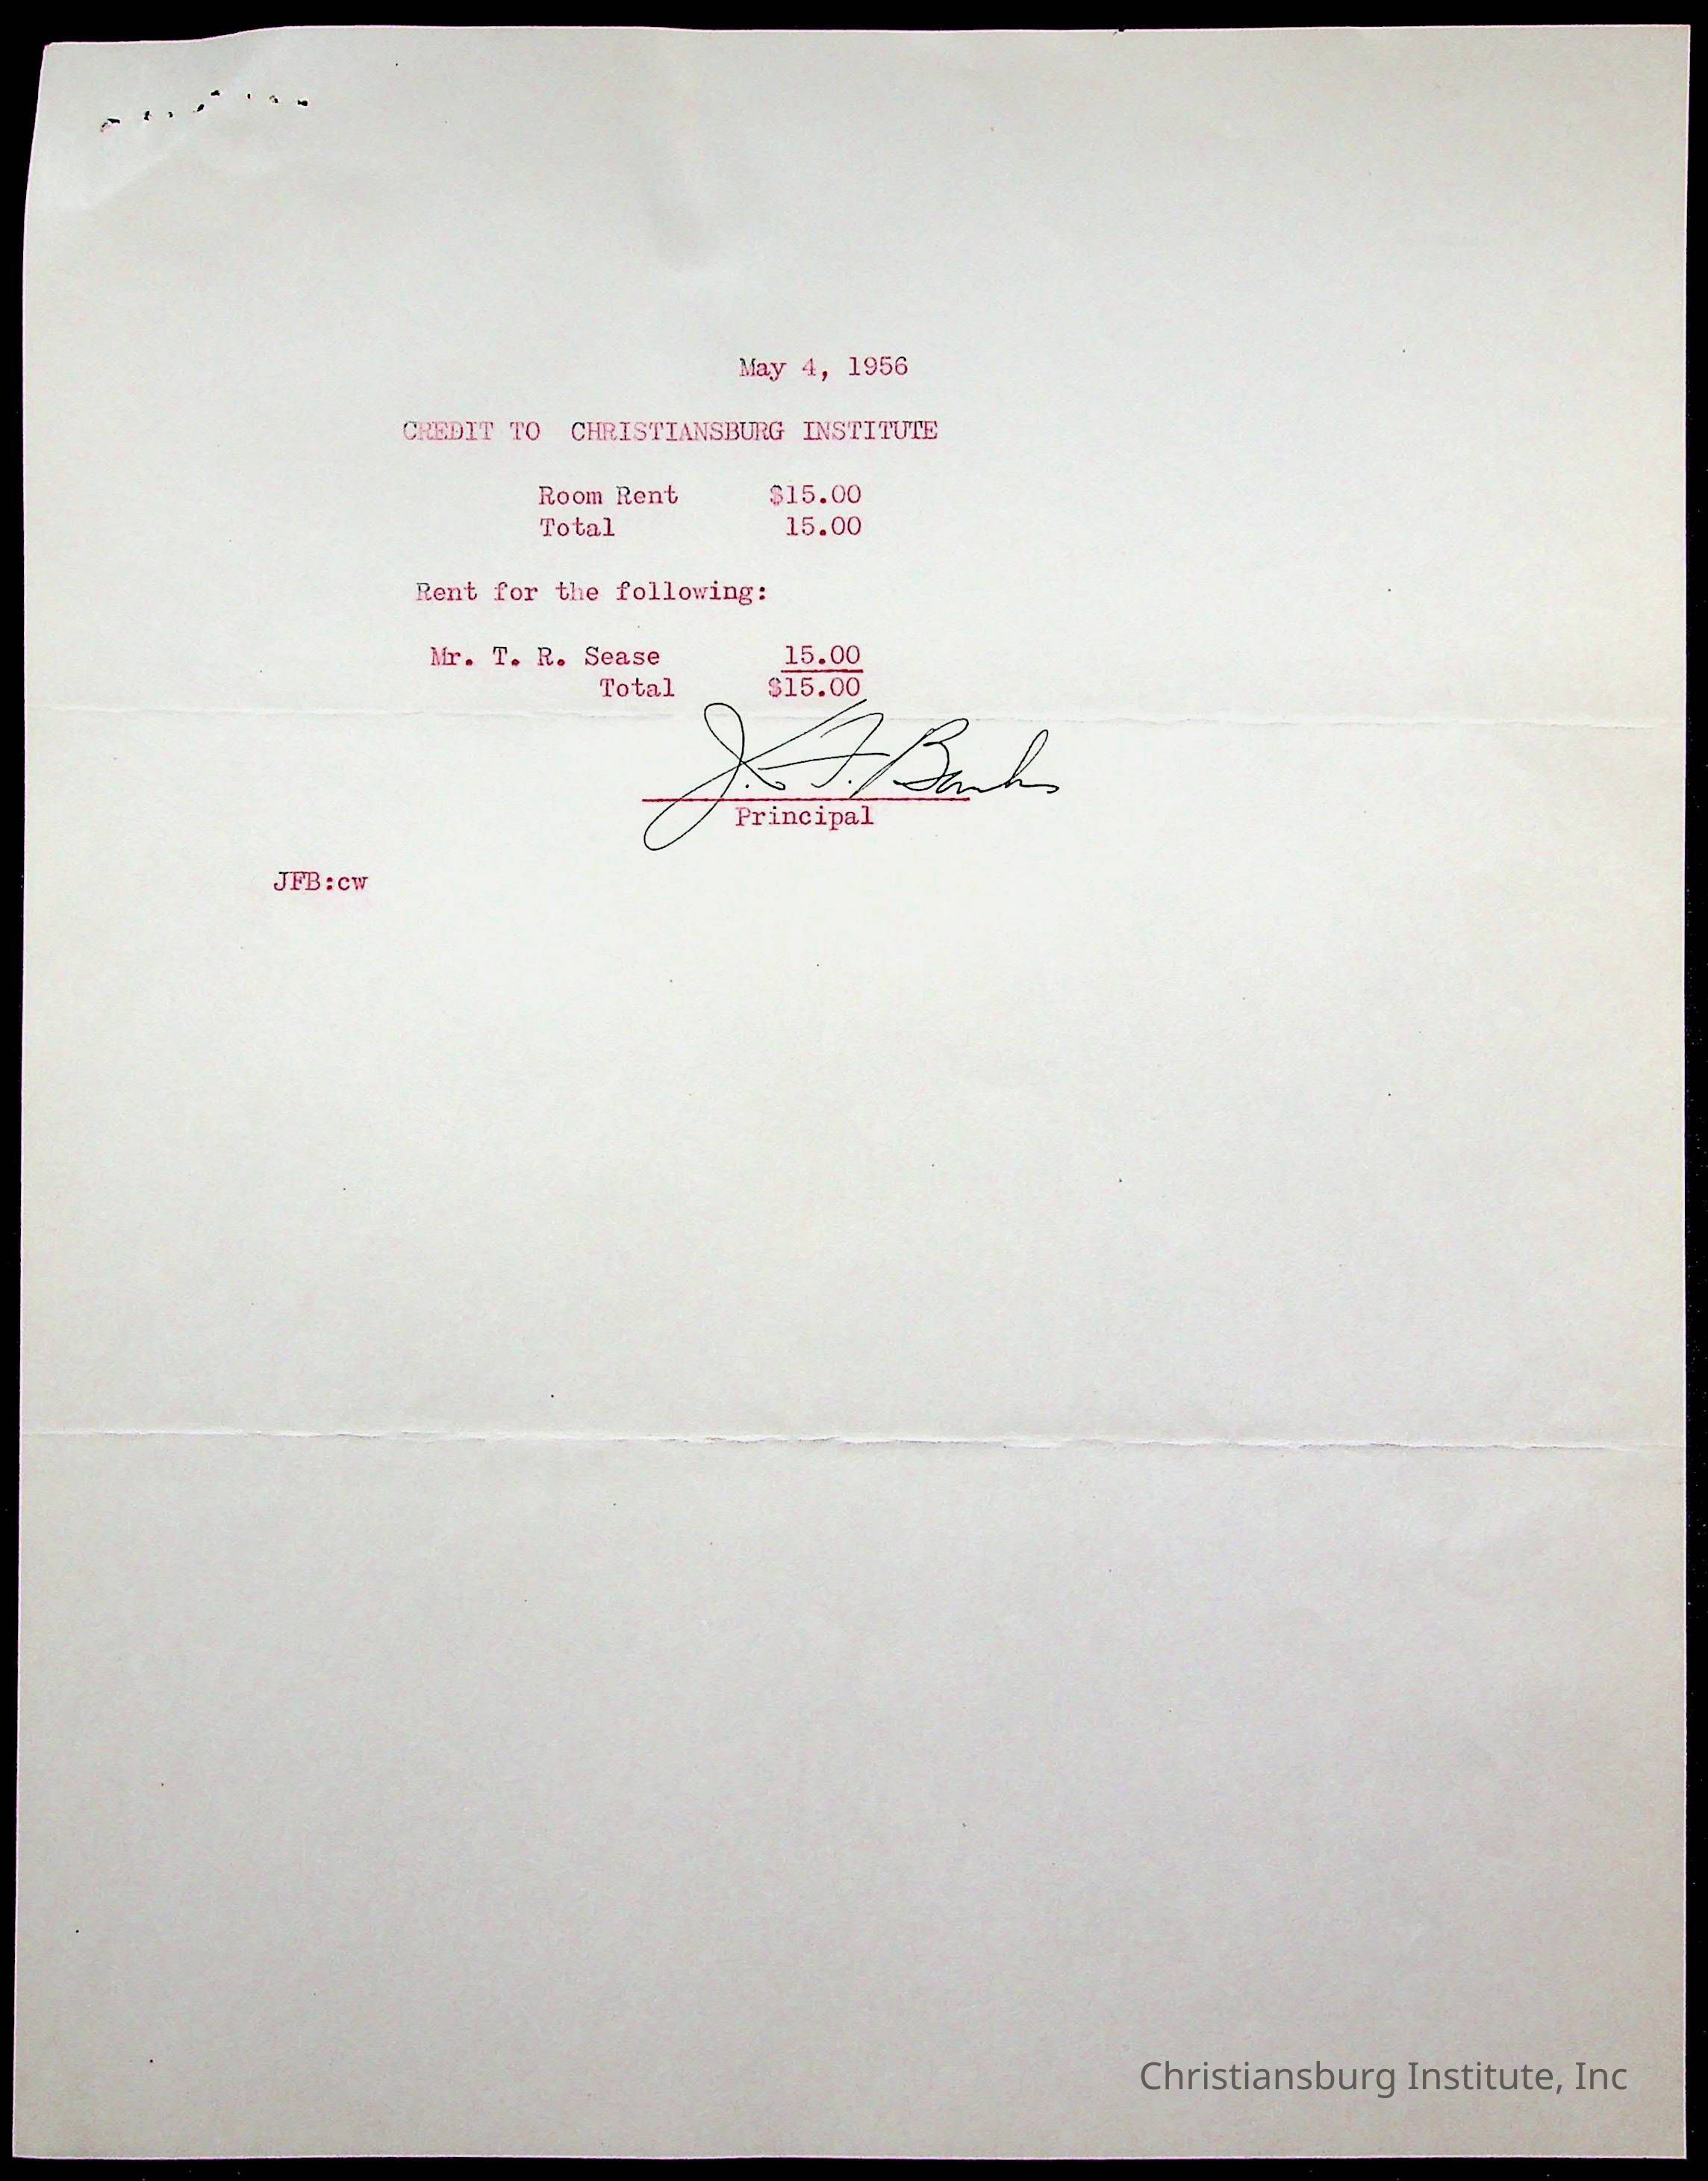 May 4, 1956
CREDIT TO CHRISTIANSBURG INSTITUTE
Room Rent $15.00
Total 15.00
Rent for the following:
Mr. T. R. Sease 15.00
Total $15.00
J. F. Banks
Principal
JFB:cw
Christiansburg Institute, Inc